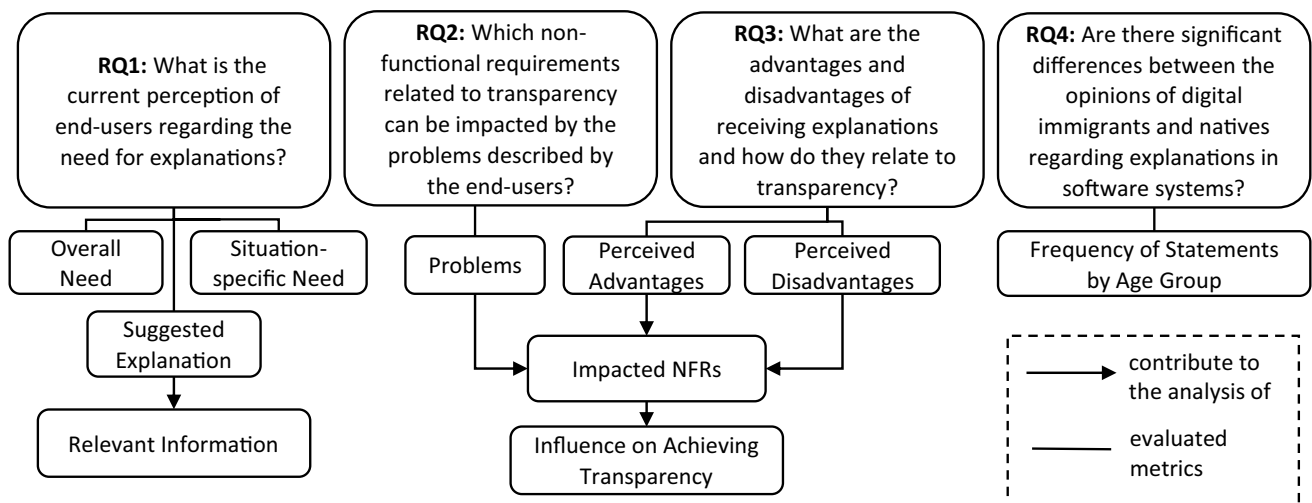 RQ1: What is the
current perception of
end-users regarding the
need for explanations?
RQ2: Which non-
functional requirements
related to transparency
can be impacted by the
problems described by
the end-users?
RQ3: What are the
advantages and
disadvantages of
receiving explanations
and how do they relate to
transparency?
RQ4: Are there significant
differences between the
opinions of digital
immigrants and natives
regarding explanations in
software systems?
Overall
Need
Situation-
specific Need
Problems
Perceived
Advantages
Perceived
Disadvantages
Frequency of Statements
by Age Group
Suggested
Explanation
Impacted NFRs
Relevant Information
Influence on Achieving
Transparency
contribute to
the analysis of
evaluated
metrics